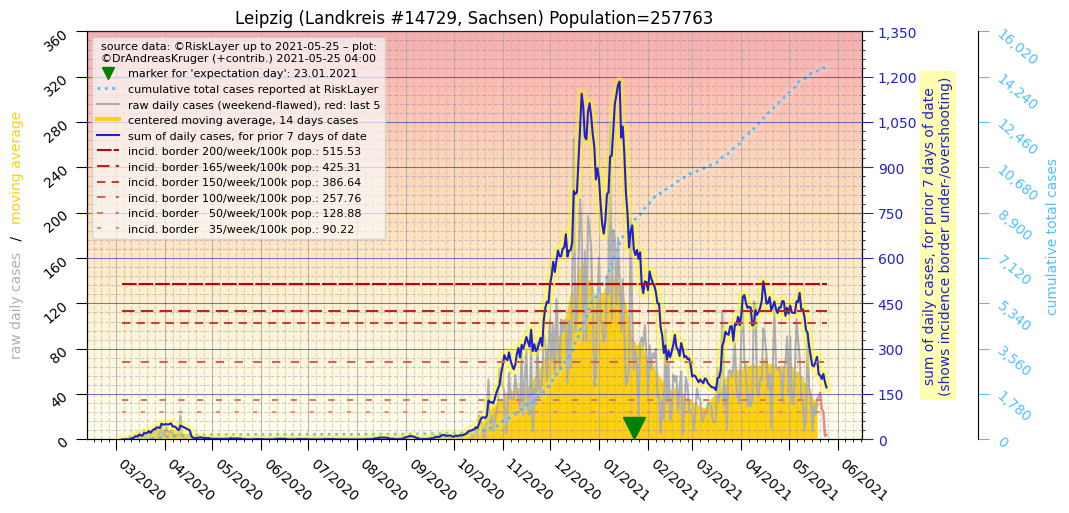 Leipzig (Landkreis #14729, Sachsen) Population=257763
source data: ©RiskLayer up to 2021-05-25 – plot:
©DrAndreasKruger (+contrib.) 2021-05-25 04:00
marker for 'expectation day': 23.01.2021
cumulative total cases reported at RiskLayer
raw daily cases (weekend-flawed), red: last 5
centered moving average, 14 days cases
sum of daily cases, for prior 7 days of date
incid. border 200/week/100k pop.: 515.53
incid. border 165/week/100k pop.: 425.31
incid. border 150/week/100k pop.: 386.64
incid. border 100/week/100k pop.: 257.76
incid. border   50/week/100k pop.: 128.88
incid. border   35/week/100k pop.: 90.22
raw daily cases   /   moving average
360
320
280
240
200
160
120
80
40
0
03/2020
04/2020
05/2020
06/2020
07/2020
08/2020
09/2020
10/2020
11/2020
12/2020
01/2021
02/2021
03/2021
04/2021
05/2021
06/2021
1,350
1,200
1,050
900
750
600
450
300
150
0
sum of daily cases, for prior 7 days of date
(shows incidence border under-/overshooting)
16,020
14,240
12,460
10,680
8,900
7,120
5,340
3,560
1,780
0
cumulative total cases